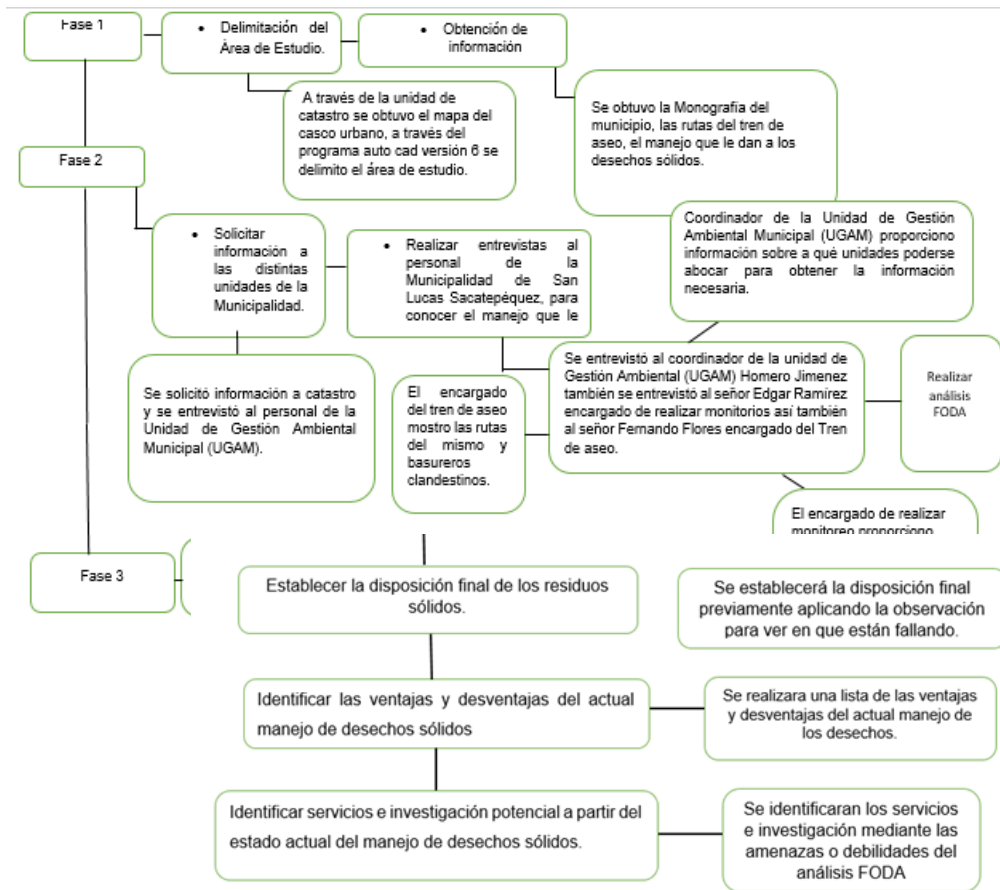 Fase 1
• Delimitación del
Área de Estudio.
• Obtención de
información
A través de la unidad de
catastro se obtuvo el mapa del
casco urbano, a través del
programa auto cad versión 6 se
delimito el área de estudio.
Se obtuvo la Monografía del
municipio, las rutas del tren de
aseo, el manejo que le dan a los
desechos sólidos.
Fase 2
• Solicitar
información a
las distintas
unidades de la
Municipalidad.
• Realizar entrevistas al
personal de la
Municipalidad de San
Lucas Sacatepéquez, para
conocer el manejo que le
Coordinador de la Unidad de Gestión
Ambiental Municipal (UGAM) proporciono
información sobre a qué unidades poderse
abocar para obtener la información
necesaria.
Se solicitó información a catastro
y se entrevistó al personal de la
Unidad de Gestión Ambiental
Municipal (UGAM).
El encargado
del tren de aseo
mostro las rutas
del mismo y
basureros
clandestinos.
Se entrevistó al coordinador de la unidad de
Gestión Ambiental (UGAM) Homero Jimenez
también se entrevistó al señor Edgar Ramírez
encargado de realizar monitorios así también
al señor Fernando Flores encargado del Tren
de aseo.
Realizar
análisis
FODA
El encargado de realizar
monitoreo proporciono
Fase 3
Establecer la disposición final de los residuos
sólidos.
Se establecerá la disposición final
previamente aplicando la observación
para ver en que están fallando.
Identificar las ventajas y desventajas del actual
manejo de desechos sólidos
Se realizara una lista de las ventajas
y desventajas del actual manejo de
los desechos.
Identificar servicios e investigación potencial a partir del
estado actual del manejo de desechos sólidos.
Se identificaran los servicios
e investigación mediante las
amenazas o debilidades del
análisis FODA